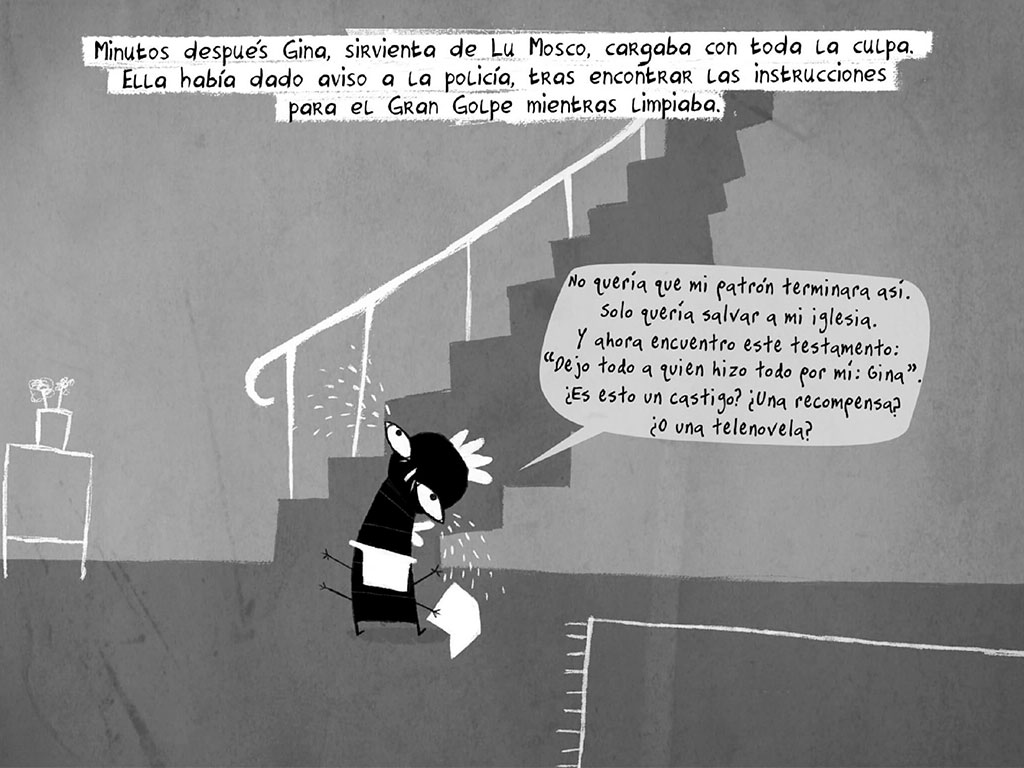 Minutos después Gina, sirvienta de Lu Mosco, cargaba con toda la culpa.
Ella había dado aviso a la policía, tras encontrar las instrucciones
para el Gran Golpe mientras limpiaba.
No quería que mi patrón terminara así.
Solo quería salvar a mi iglesia.
Y ahora encuentro este testamento:
"Dejo todo a quien hizo todo por mí: Gina".
¿Es esto un castigo? ¿Una recompensa?
¿O una telenovela?